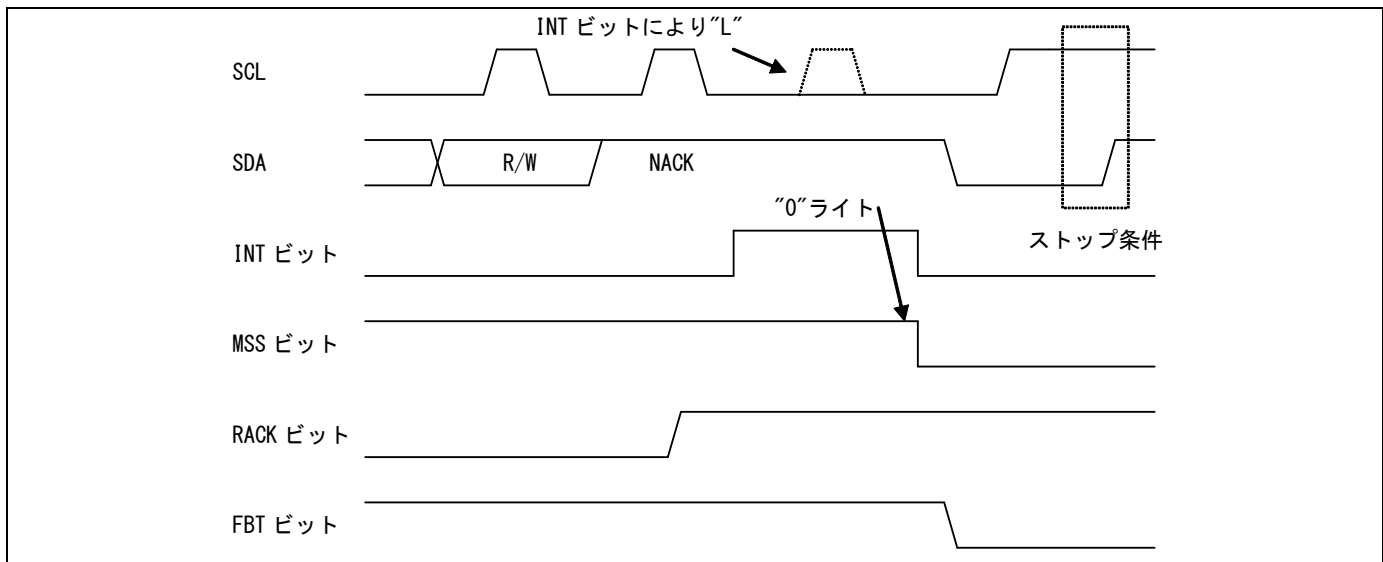 INT ビットにより"L"
SCL
SDA
R/W
NACK
"0"ライト
ストップ条件
INT ビット
MSS ビット
RACK ビット
FBT ビット